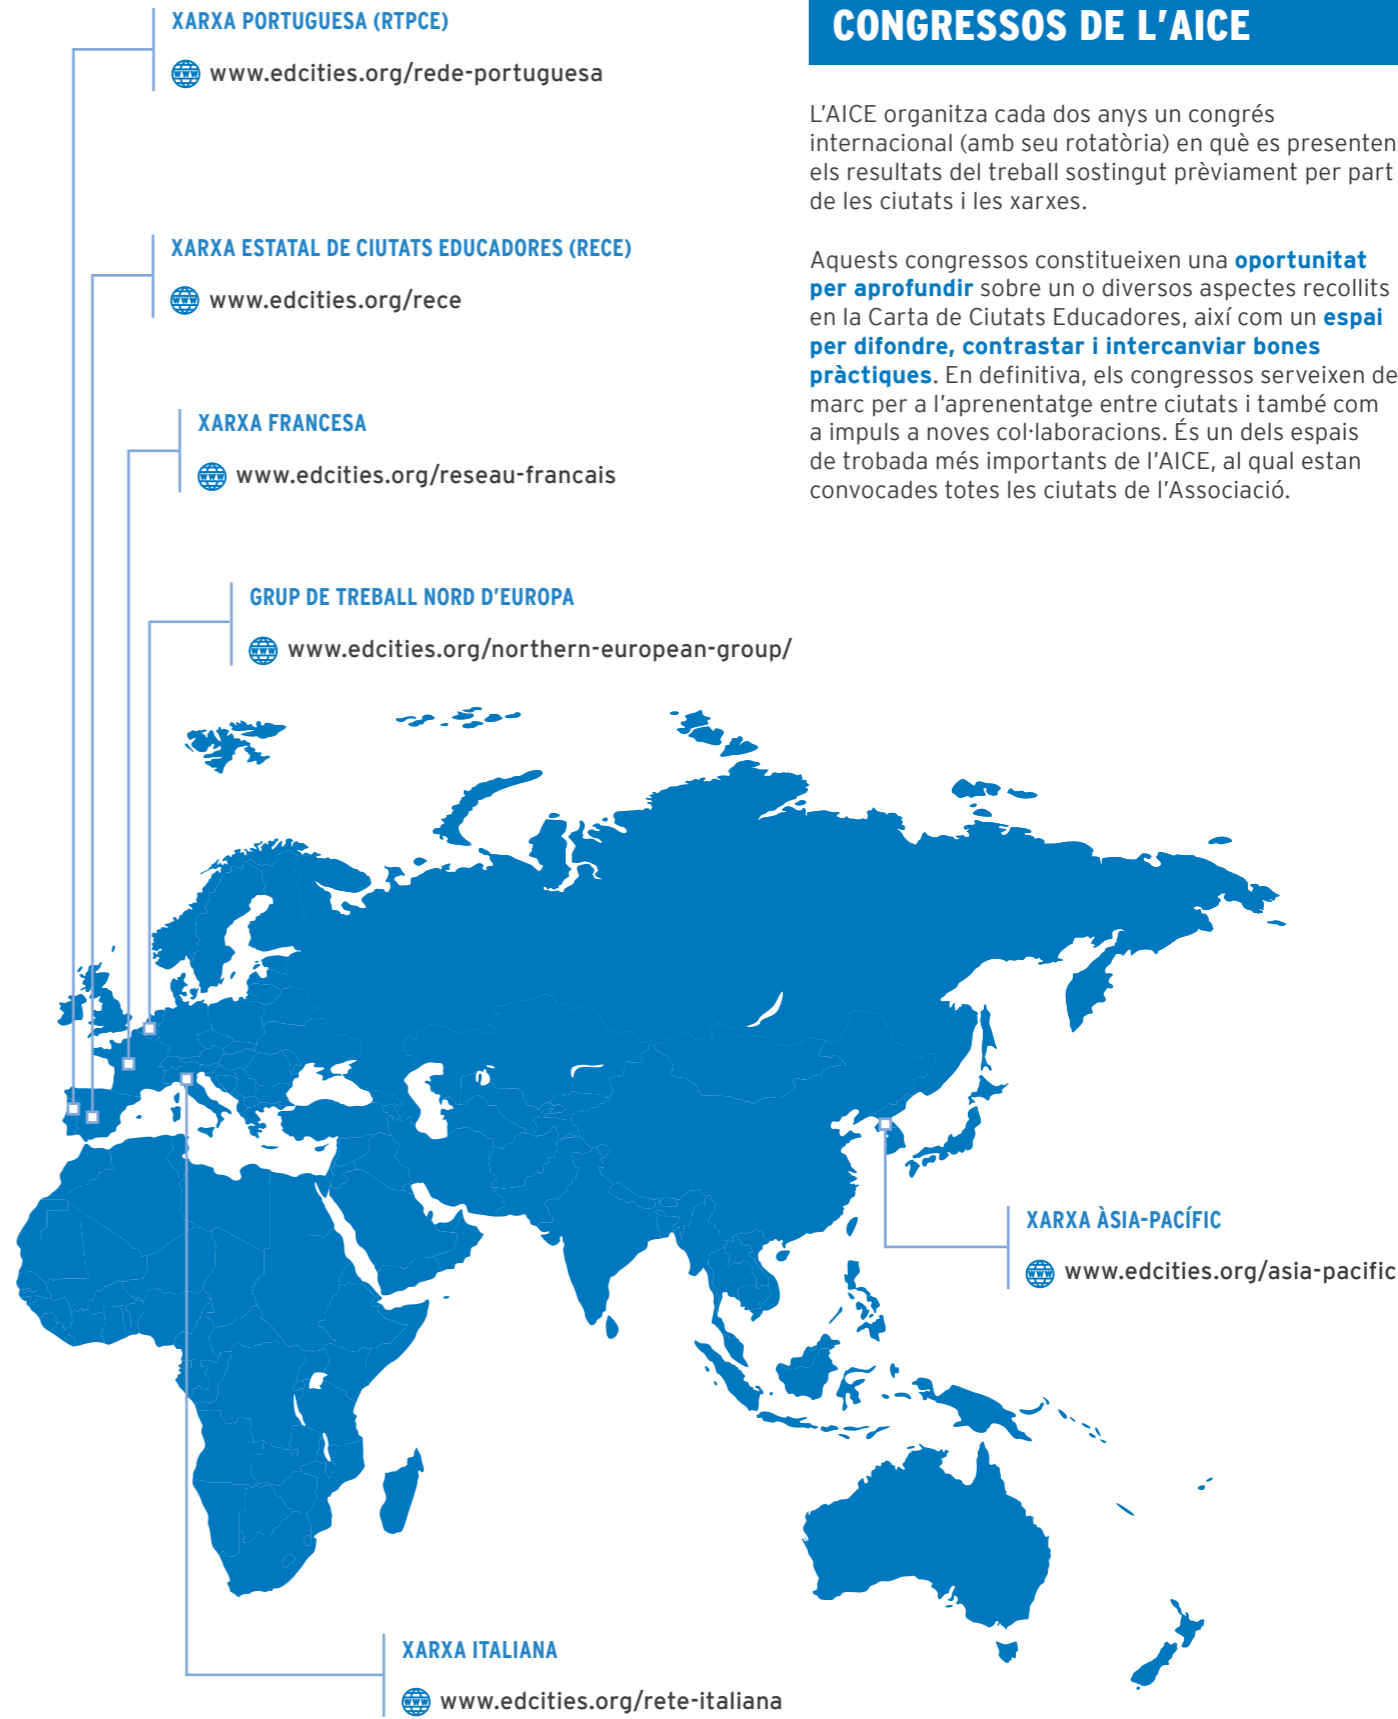 XARXA PORTUGUESA (RTPCE)
www.edcities.org/rede-portuguesa
XARXA ESTATAL DE CIUTATS EDUCADORES (RECE)
www.edcities.org/rece
XARXA FRANCESA
www.edcities.org/reseau-francais
GRUP DE TREBALL NORD D'EUROPA
www.edcities.org/northern-european-group/
CONGRESSOS DE L'AICE
L'AICE organitza cada dos anys un congrés
internacional (amb seu rotatòria) en què es presenten
els resultats del treball sostingut prèviament per part
de les ciutats i les xarxes.
Aquests congressos constitueixen una oportunitat
per aprofundir sobre un o diversos aspectes recollits
en la Carta de Ciutats Educadores, així com un espai
per difondre, contrastar i intercanviar bones
pràctiques. En definitiva, els congressos serveixen de
marc per a l'aprenentatge entre ciutats i també com
a impuls a noves col·laboracions. És un dels espais
de trobada més importants de l'AICE, al qual estan
convocades totes les ciutats de l'Associació.
XARXA ÀSIA-PACÍFIC
www.edcities.org/asia-pacific
XARXA ITALIANA
www.edcities.org/rete-italiana